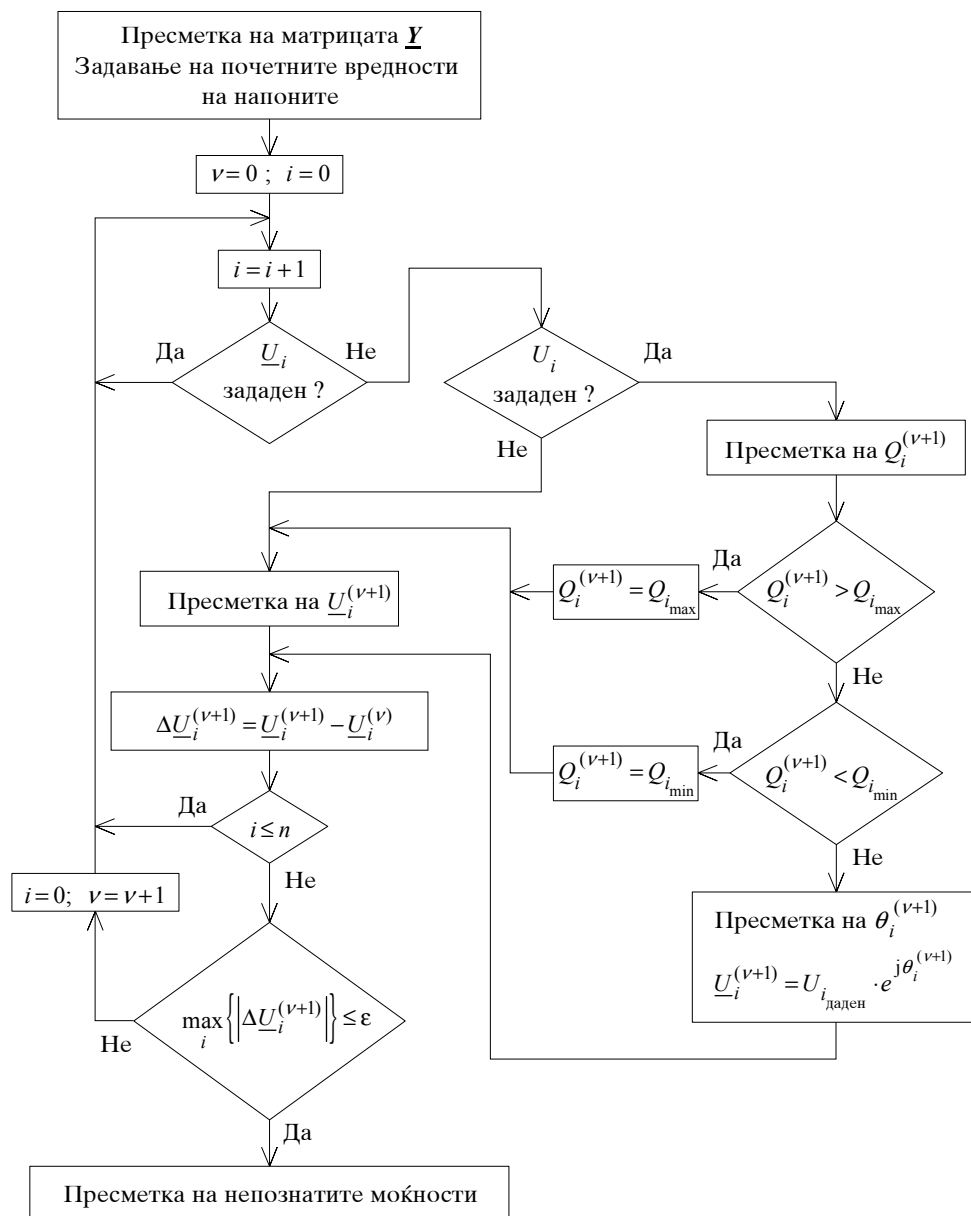 Пресметка на матрицата Y
Задавање на почетните вредности
на напоните
ν = 0 ; i = 0
i = i + 1
Да
U_i
зададен ?
Не
U_i
зададен ?
Да
Не
Пресметка на Q_i^(ν+1)
Пресметка на U_i^(ν+1)
Q_i^(ν+1) = Q_i_max
Да
Q_i^(ν+1) > Q_i_max
Не
ΔU_i^(ν+1) = U_i^(ν+1) − U_i^(ν)
Q_i^(ν+1) = Q_i_min
Да
Q_i^(ν+1) < Q_i_min
Не
Да
i ≤ n
Не
i = 0; ν = ν+1
Пресметка на θ_i^(ν+1)
U_i^(ν+1) = U_i_даден · e^jθ_i^(ν+1)
Не
max_i {|ΔU_i^(ν+1)|} ≤ ε
Да
Пресметка на непознатите моќности